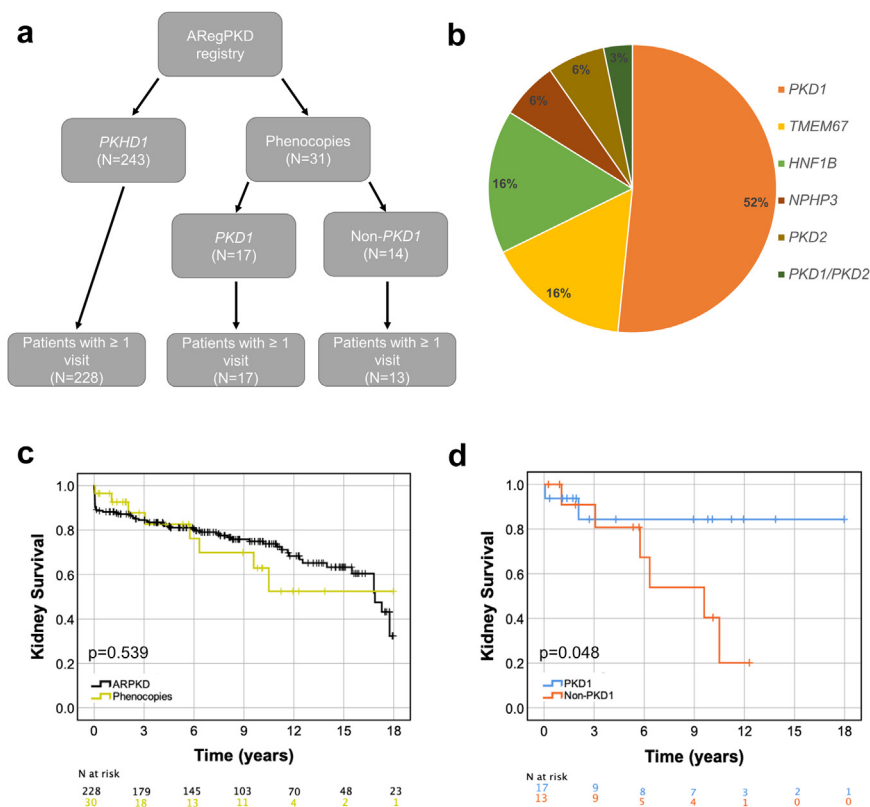 a
ARegPKD
registry
PKHD1
(N=243)
Phenocopies
(N=31)
PKD1
(N=17)
Non-PKD1
(N=14)
Patients with ≥ 1
visit
(N=228)
Patients with ≥ 1
visit
(N=17)
Patients with ≥ 1
visit
(N=13)
b
3%
6%
6%
16%
16%
52%
PKD1
TMEM67
HNF1B
NPHP3
PKD2
PKD1/PKD2
c
Kidney Survival
1.0
0.8
0.6
0.4
0.2
0.0
p=0.539
ARPKD
Phenocopies
0 3 6 9 12 15 18
Time (years)
N at risk
228 179 145 103 70 48 23
30 18 13 11 4 2 1
d
Kidney Survival
1.0
0.8
0.6
0.4
0.2
0.0
p=0.048
PKD1
Non-PKD1
0 3 6 9 12 15 18
Time (years)
N at risk
17 9 8 7 3 2 1
13 9 5 4 1 0 0